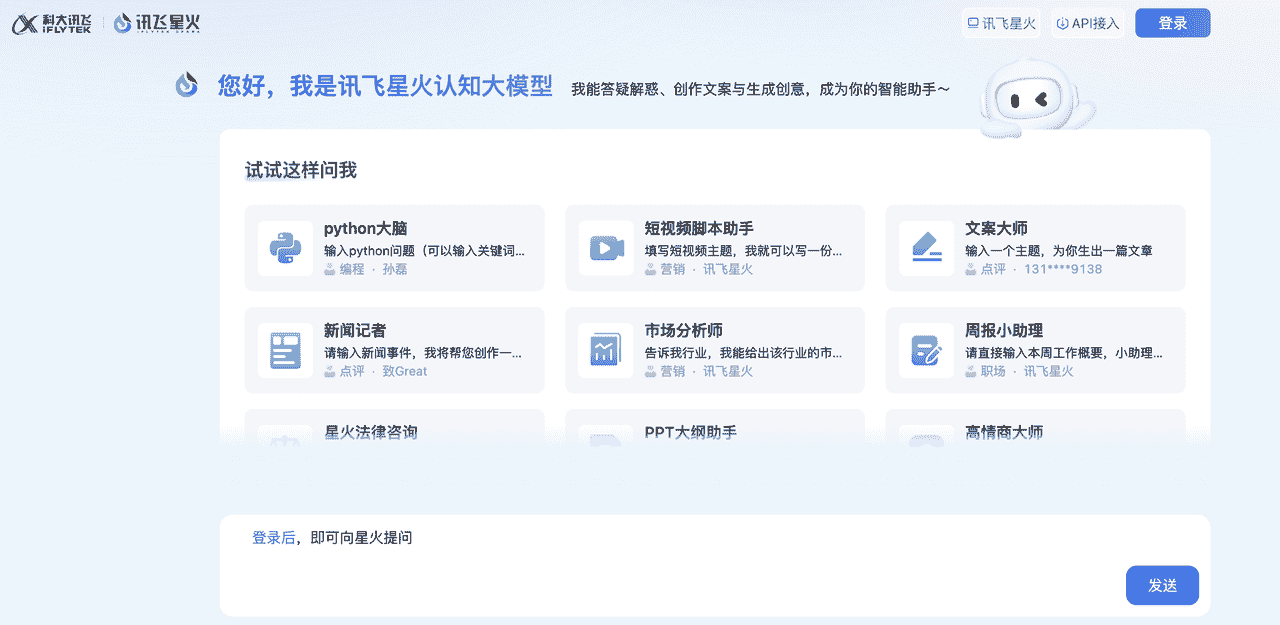 科大讯飞
iFLYTEK
讯飞星火
讯飞星火
API接入
登录
您好，我是讯飞星火认知大模型
我能答疑解惑、创作文案与生成创意，成为你的智能助手～
试试这样问我
python大脑
输入python问题（可以输入关键词...
编程 · 孙磊
短视频脚本助手
填写短视频主题，我就可以写一份...
营销 · 讯飞星火
文案大师
输入一个主题，为你生出一篇文章
点评 · 131****9138
新闻记者
请输入新闻事件，我将帮您创作一...
点评 · 致Great
市场分析师
告诉我行业，我能给出该行业的市...
营销 · 讯飞星火
周报小助理
请直接输入本周工作概要，小助理...
职场 · 讯飞星火
星火法律咨询
PPT大纲助手
高情商大师
登录后，即可向星火提问
发送